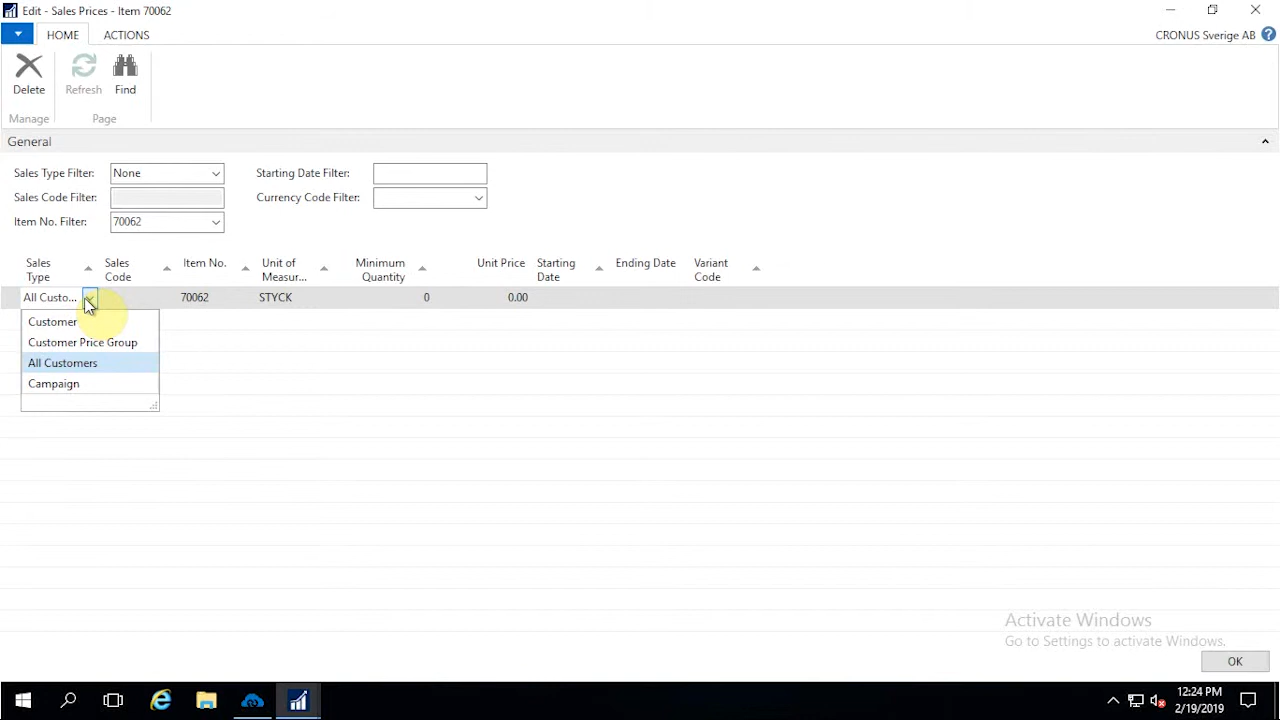 Edit - Sales Prices - Item 70062
HOME ACTIONS
CRONUS Sverige AB
Delete Refresh Find
Manage Page
General
Sales Type Filter: None Starting Date Filter:
Sales Code Filter: Currency Code Filter:
Item No. Filter: 70062
Sales Type Sales Code Item No. Unit of Measur... Minimum Quantity Unit Price Starting Date Ending Date Variant Code
All Custo... 70062 STYCK 0 0.00
Customer
Customer Price Group
All Customers
Campaign
Activate Windows
Go to Settings to activate Windows.
OK
12:24 PM
2/19/2019